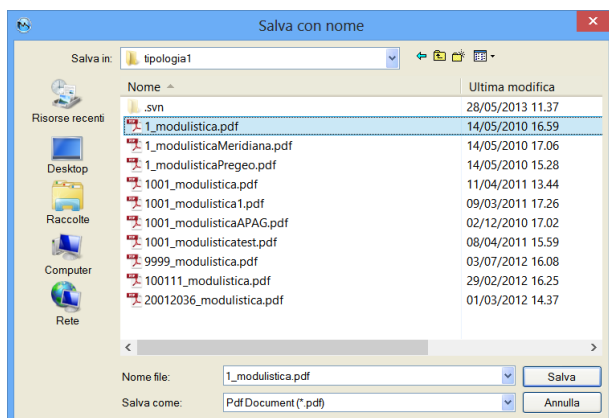 Salva con nome
Salva in: tipologia1
Nome Ultima modifica
.svn 28/05/2013 11.37
1_modulistica.pdf 14/05/2010 16.59
1_modulisticaMeridiana.pdf 14/05/2010 17.06
1_modulisticaPregeo.pdf 14/05/2010 15.28
1001_modulistica.pdf 11/04/2011 13.44
1001_modulistica1.pdf 09/03/2011 17.26
1001_modulisticaAPAG.pdf 02/12/2010 17.02
1001_modulisticatest.pdf 08/04/2011 15.59
9999_modulistica.pdf 03/07/2012 16.08
100111_modulistica.pdf 29/02/2012 16.25
20012036_modulistica.pdf 01/03/2012 14.37
Risorse recenti
Desktop
Raccolte
Computer
Rete
Nome file: 1_modulistica.pdf Salva
Salva come: Pdf Document (*.pdf) Annulla